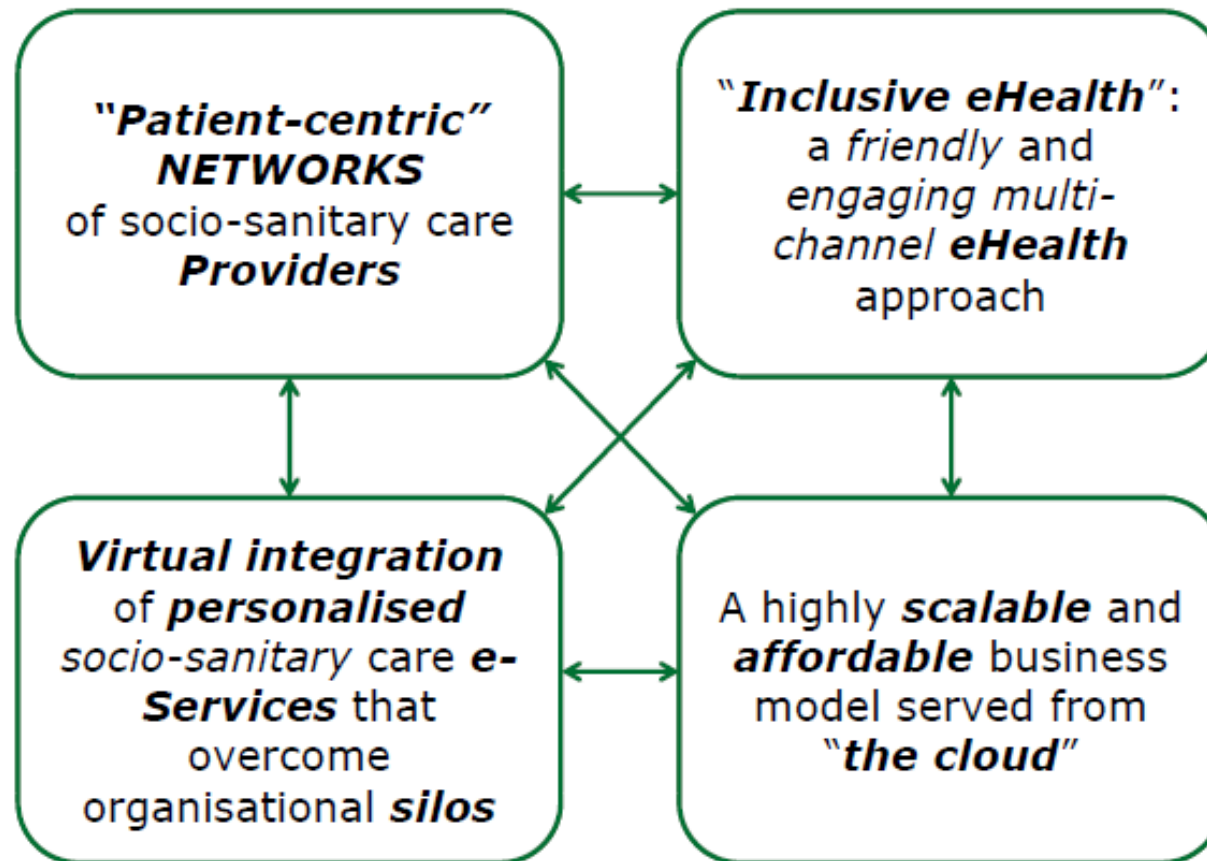 “Patient-centric”
NETWORKS
of socio-sanitary care
Providers
“Inclusive eHealth”:
a friendly and
engaging multi-
channel eHealth
approach
Virtual integration
of personalised
socio-sanitary care e-
Services that
overcome
organisational silos
A highly scalable and
affordable business
model served from
“the cloud”